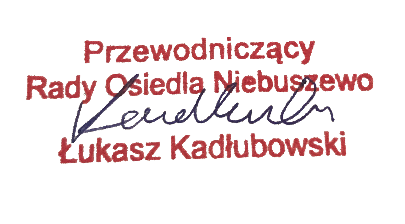 Przewodniczący
Rady Osiedla Niebuszewo
Łukasz Kadłubowski